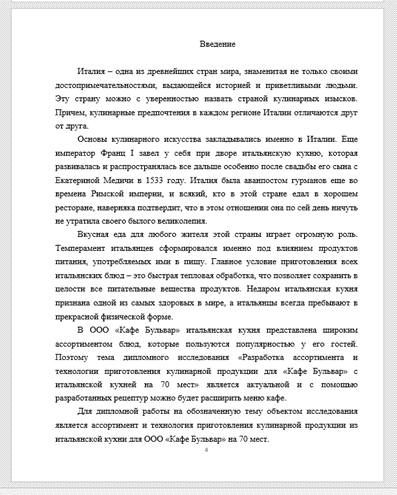 Введение
Италия – одна из древнейших стран мира, знаменитая не только своими
достопримечательностями, выдающейся историей и приветливыми людьми.
Эту страну можно с уверенностью назвать страной кулинарных изысков.
Причем, кулинарные предпочтения в каждом регионе Италии отличаются друг
от друга.
Основы кулинарного искусства закладывались именно в Италии. Еще
император Франц I завел у себя при дворе итальянскую кухню, которая
развивалась и распространялась все дальше особенно после свадьбы его сына с
Екатериной Медичи в 1533 году. Италия была аванпостом гурманов еще во
времена Римской империи, и всякий, кто в этой стране едал в хорошем
ресторане, наверняка подтвердит, что в этом отношении она по сей день ничуть
не утратила своего былого великолепия.
Вкусная еда для любого жителя этой страны играет огромную роль.
Темперамент итальянцев сформировался именно под влиянием продуктов
питания, употребляемых ими в пищу. Главное условие приготовления всех
итальянских блюд – это быстрая тепловая обработка, что позволяет сохранить в
целости все питательные вещества продуктов. Недаром итальянская кухня
признана одной из самых здоровых в мире, а итальянцы всегда пребывают в
прекрасной физической форме.
В ООО «Кафе Бульвар» итальянская кухня представлена широким
ассортиментом блюд, которые пользуются популярностью у его гостей.
Поэтому тема дипломного исследования «Разработка ассортимента и
технологии приготовления кулинарной продукции для «Кафе Бульвар» с
итальянской кухней на 70 мест» является актуальной и с помощью
разработанных рецептур можно будет расширить меню кафе.
Для дипломной работы на обозначенную тему объектом исследования
является ассортимент и технология приготовления кулинарной продукции из
итальянской кухни для ООО «Кафе Бульвар» на 70 мест.
4